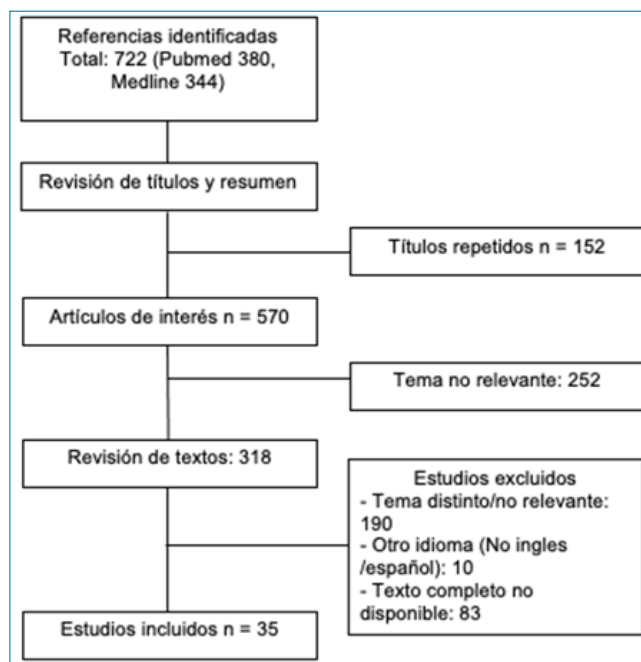 Referencias identificadas
Total: 722 (Pubmed 380,
Medline 344)
Revisión de títulos y resumen
Títulos repetidos n = 152
Artículos de interés n = 570
Tema no relevante: 252
Revisión de textos: 318
Estudios excluidos
- Tema distinto/no relevante:
190
- Otro idioma (No ingles
/español): 10
- Texto completo no
disponible: 83
Estudios incluidos n = 35